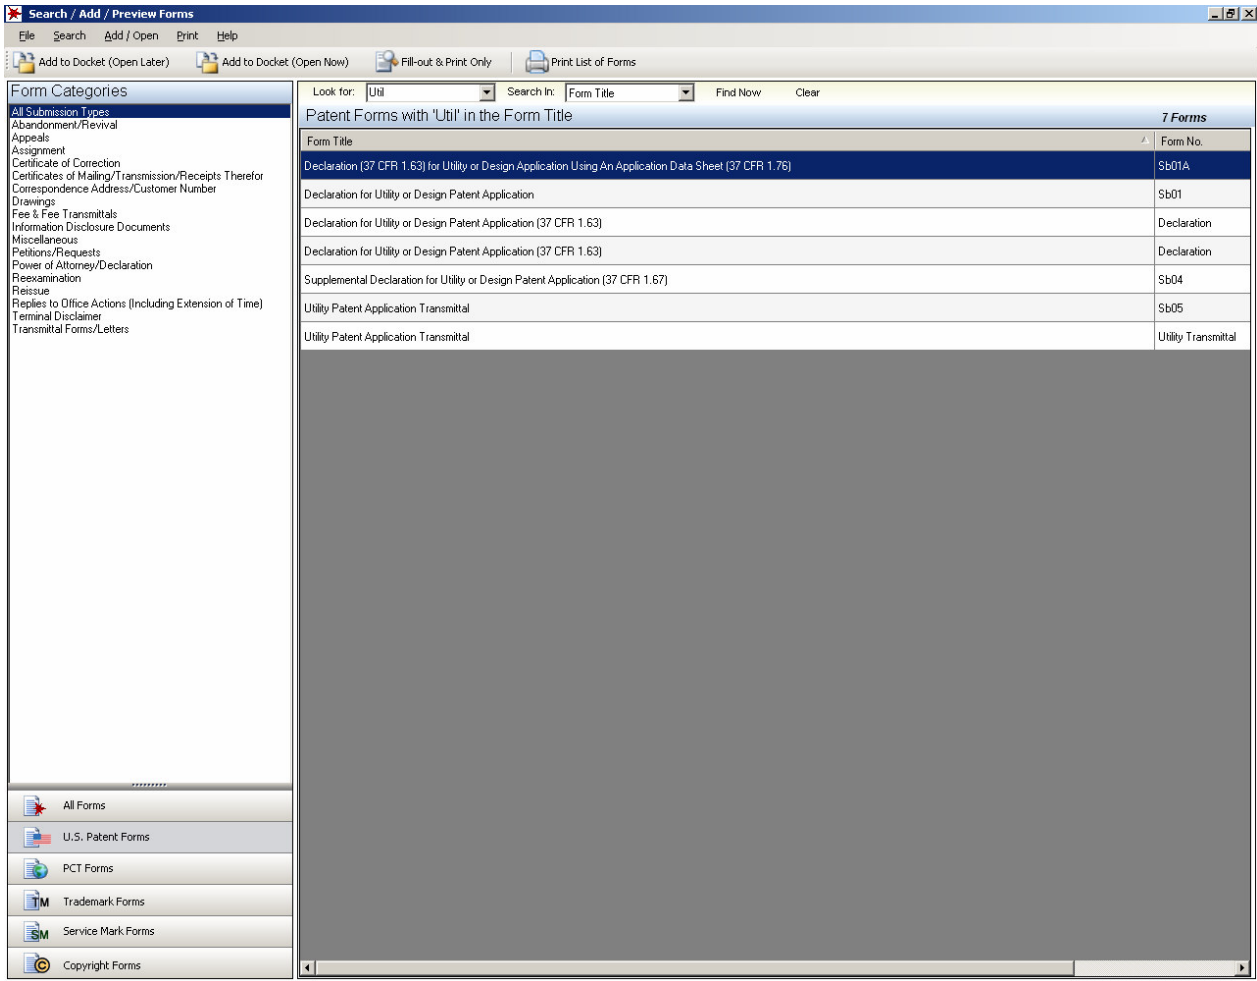 Search / Add / Preview Forms
File Search Add / Open Print Help
Add to Docket (Open Later) Add to Docket (Open Now) Fill-out & Print Only Print List of Forms
Form Categories
All Submission Types
Abandonment/Revival
Appeals
Assignment
Certificate of Correction
Certificates of Mailing/Transmission/Receipts Therefor
Correspondence Address/Customer Number
Drawings
Fee & Fee Transmittals
Information Disclosure Documents
Miscellaneous
Petitions/Requests
Power of Attorney/Declaration
Reexamination
Reissue
Replies to Office Actions (Including Extension of Time)
Terminal Disclaimer
Transmittal Forms/Letters
All Forms
U.S. Patent Forms
PCT Forms
TM Trademark Forms
SM Service Mark Forms
© Copyright Forms
Look for: Util Search In: Form Title Find Now Clear
Patent Forms with 'Util' in the Form Title 7 Forms
Form Title Form No.
Declaration (37 CFR 1.63) for Utility or Design Application Using An Application Data Sheet (37 CFR 1.76) Sb01A
Declaration for Utility or Design Patent Application Sb01
Declaration for Utility or Design Patent Application (37 CFR 1.63) Declaration
Declaration for Utility or Design Patent Application (37 CFR 1.63) Declaration
Supplemental Declaration for Utility or Design Patent Application (37 CFR 1.67) Sb04
Utility Patent Application Transmittal Sb05
Utility Patent Application Transmittal Utility Transmittal